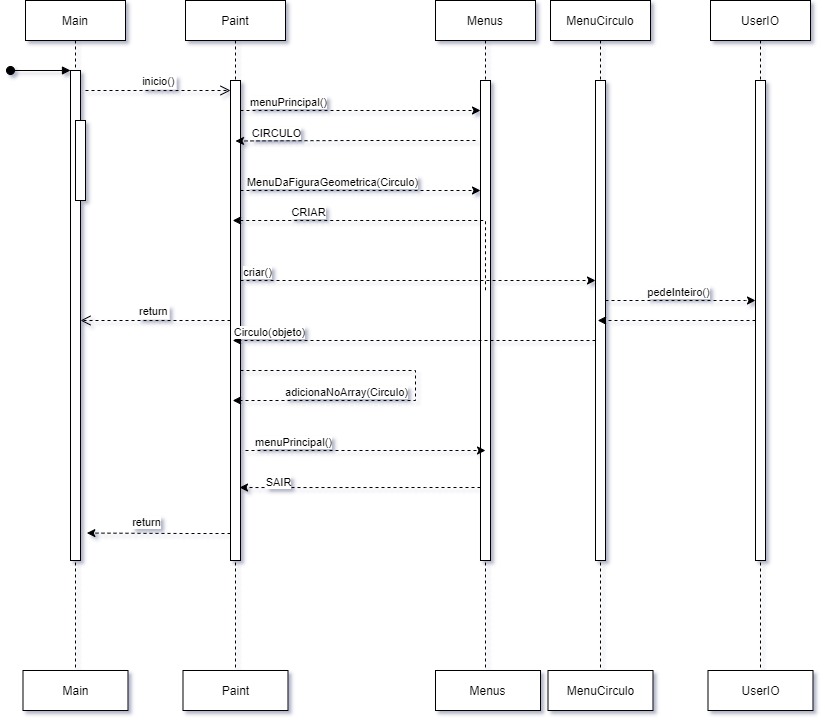 Main
Paint
Menus
MenuCirculo
UserIO
inicio()
menuPrincipal()
CIRCULO
MenuDaFiguraGeometrica(Circulo)
CRIAR
criar()
pedeInteiro()
return
Circulo(objeto)
adicionaNoArray(Circulo)
menuPrincipal()
SAIR
return
Main
Paint
Menus
MenuCirculo
UserIO